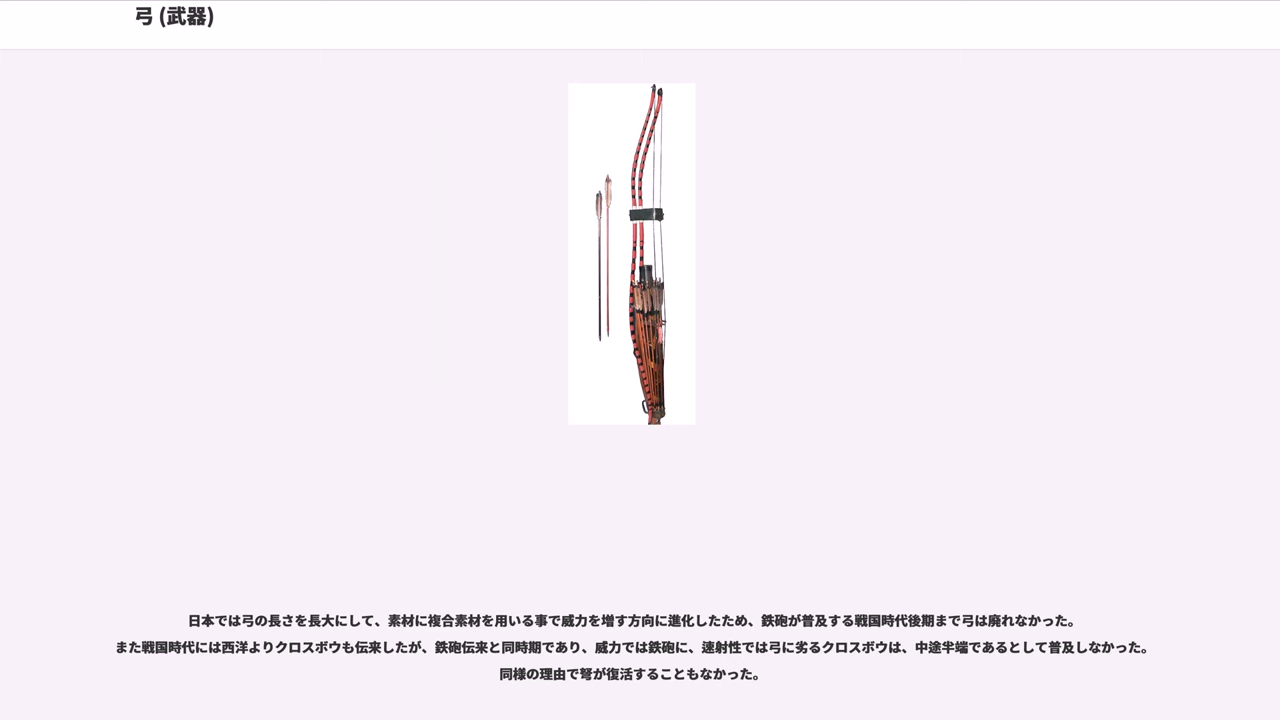 弓 (武器)
日本では弓の長さを長大にして、素材に複合素材を用いる事で威力を増す方向に進化したため、鉄砲が普及する戦国時代後期まで弓は廃れなかった。
また戦国時代には西洋よりクロスボウも伝来したが、鉄砲伝来と同時期であり、威力では鉄砲に、速射性では弓に劣るクロスボウは、中途半端であるとして普及しなかった。
同様の理由で弩が復活することもなかった。